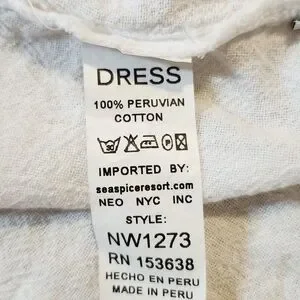 DRESS
100% PERUVIAN
COTTON
30
IMPORTED BY:
seaspiceresort.com
NEO NYC INC
STYLE:
NW1273
RN 153638
HECHO EN PERU
MADE IN PERU